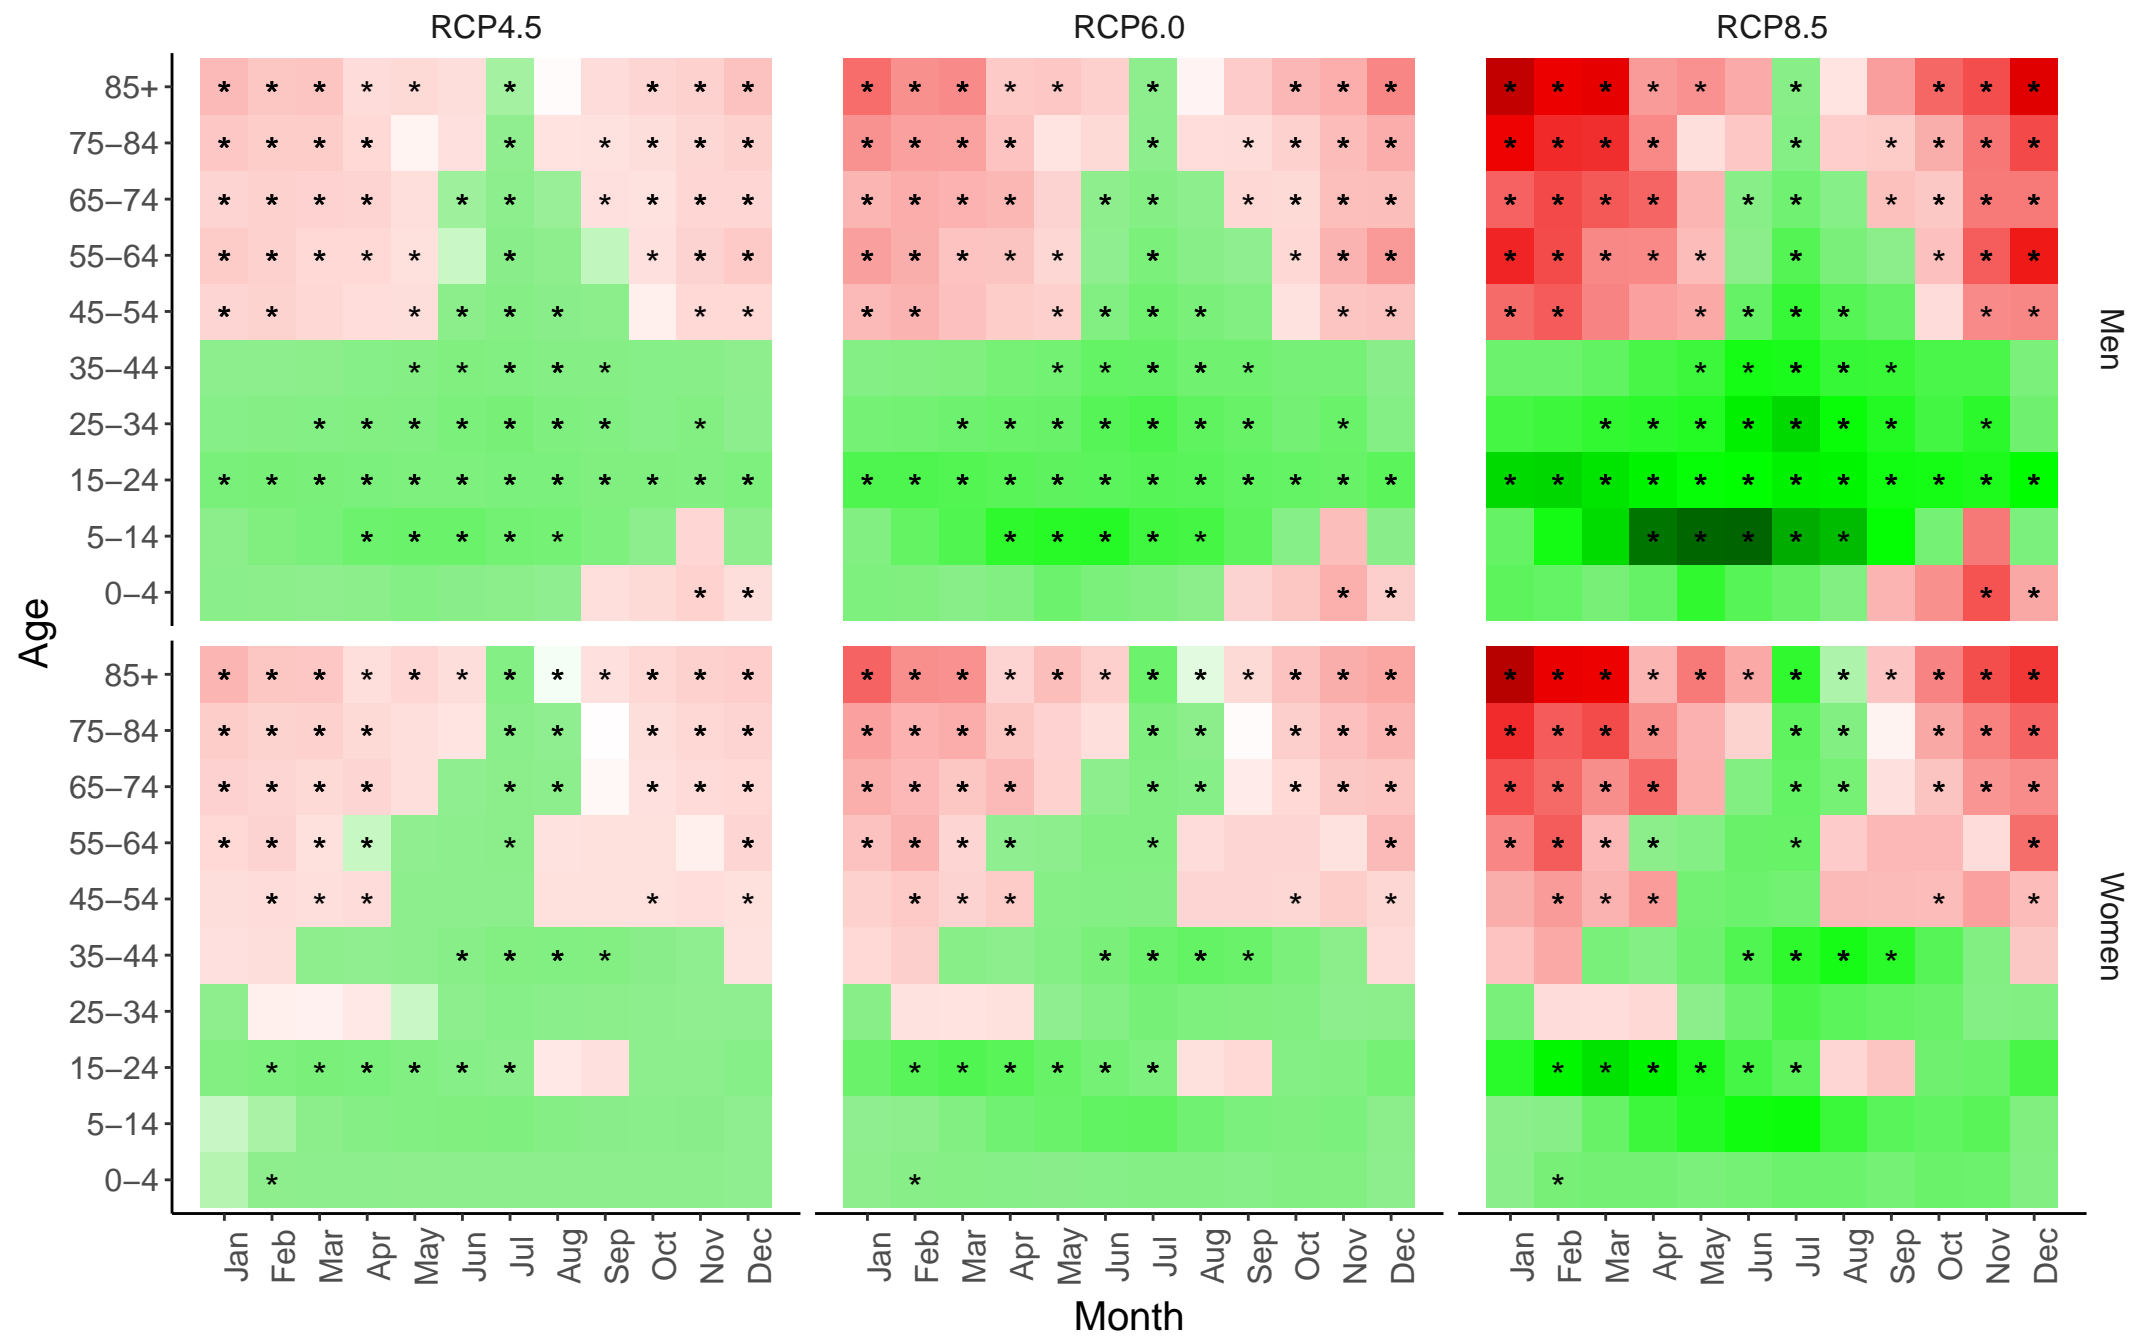 RCP4.5 RCP6.0 RCP8.5
85+ * * * * * * * * * * * * * * * * * * * * * * * * * * *
75–84 * * * * * * * * * * * * * * * * * * * * * * * * * * *
65–74 * * * * * * * * * * * * * * * * * * * * * * * * * * * * * *
55–64 * * * * * * * * * * * * * * * * * * * * * * * * * * *
45–54 * * * * * * * * * * * * * * * * * * * * * * * *
35–44 * * * * * * * * * * * * * * *
25–34 * * * * * * * * * * * * * * * * * * * * * * * *
15–24 * * * * * * * * * * * * * * * * * * * * * * * * * * * * * * * * * * * *
5–14 * * * * * * * * * * * * * * *
0–4 * * * * * *
Men
85+ * * * * * * * * * * * * * * * * * * * * * * * * * * * * * * * * * * * *
75–84 * * * * * * * * * * * * * * * * * * * * * * * * * * *
65–74 * * * * * * * * * * * * * * * * * * * * * * * * * * *
55–64 * * * * * * * * * * * * * * * * * *
45–54 * * * * * * * * * * * * * * *
35–44 * * * * * * * * * * * *
25–34
15–24 * * * * * * * * * * * * * * * * * *
5–14
0–4 * * *
Women
Age
Jan Feb Mar Apr May Jun Jul Aug Sep Oct Nov Dec Jan Feb Mar Apr May Jun Jul Aug Sep Oct Nov Dec Jan Feb Mar Apr May Jun Jul Aug Sep Oct Nov Dec
Month